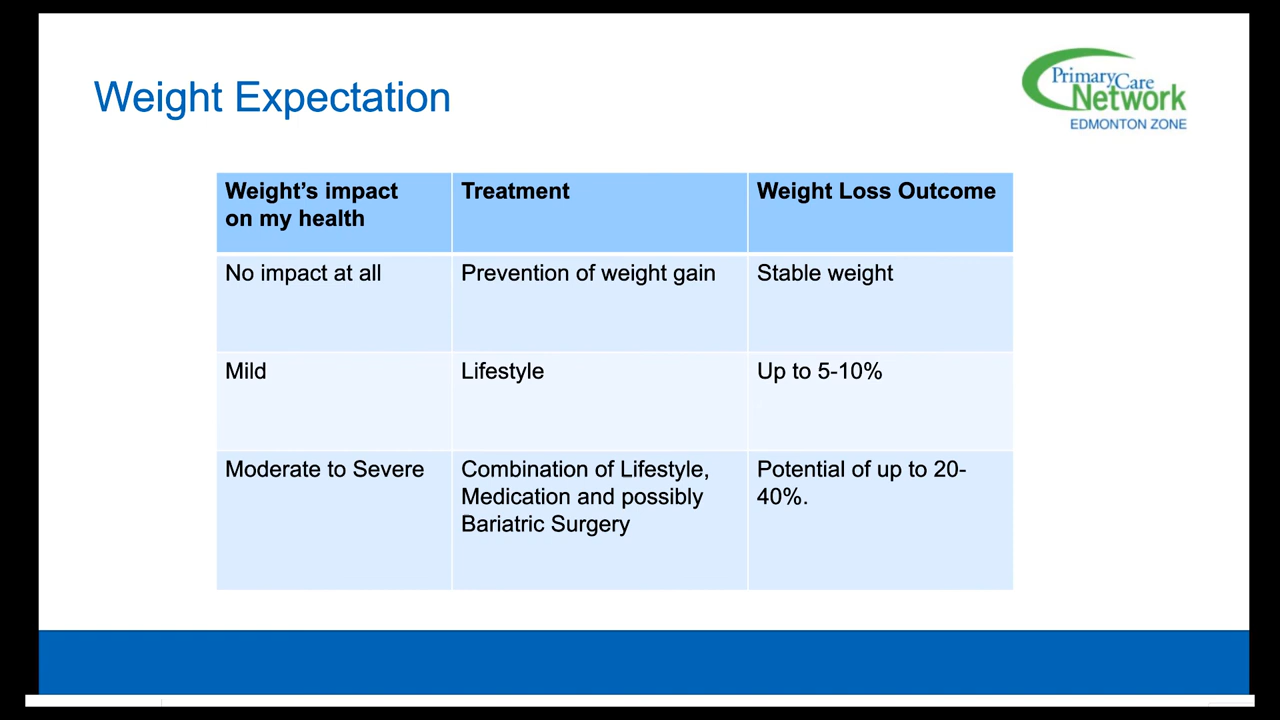 Weight Expectation
PrimaryCare
Network
EDMONTON ZONE
Weight’s impact
on my health
Treatment
Weight Loss Outcome
No impact at all
Prevention of weight gain
Stable weight
Mild
Lifestyle
Up to 5-10%
Moderate to Severe
Combination of Lifestyle,
Medication and possibly
Bariatric Surgery
Potential of up to 20-
40%.